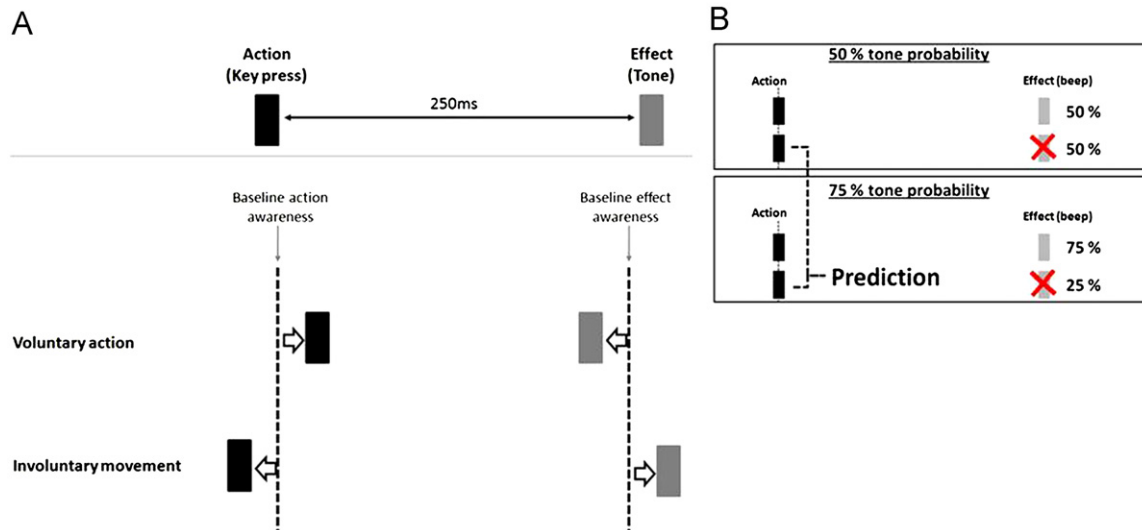 A
Action
(Key press)
Effect
(Tone)
250ms
Baseline action
awareness
Baseline effect
awareness
Voluntary action
Involuntary movement
B
50 % tone probability
Action
Effect (beep)
50 %
50 %
75 % tone probability
Action
Effect (beep)
75 %
Prediction
25 %